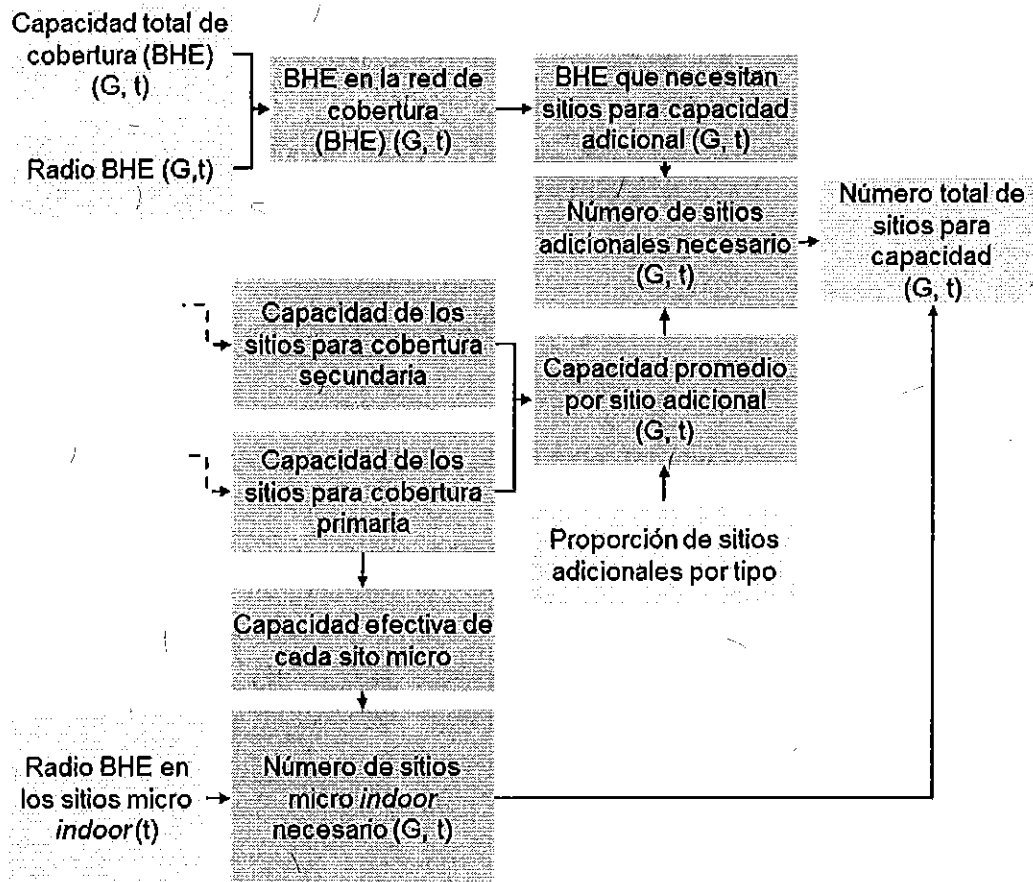 Capacidad total de
cobertura (BHE)
(G, t)
Radio BHE (G,t)
BHE en la red de
cobertura
(BHE) (G, t)
BHE que necesitan
sitios para capacidad
adicional (G, t)
Número de sitios
adicionales necesario
(G, t)
Número total de
sitios para
capacidad
(G, t)
Capacidad de los
sitios para cobertura
secundaria
Capacidad de los
sitios para cobertura
primaria
Capacidad promedio
por sitio adicional
(G, t)
Proporción de sitios
adicionales por tipo
Capacidad efectiva de
cada sito micro
Radio BHE en
los sitios micro
indoor(t)
Número de sitios
micro indoor
necesario (G, t)